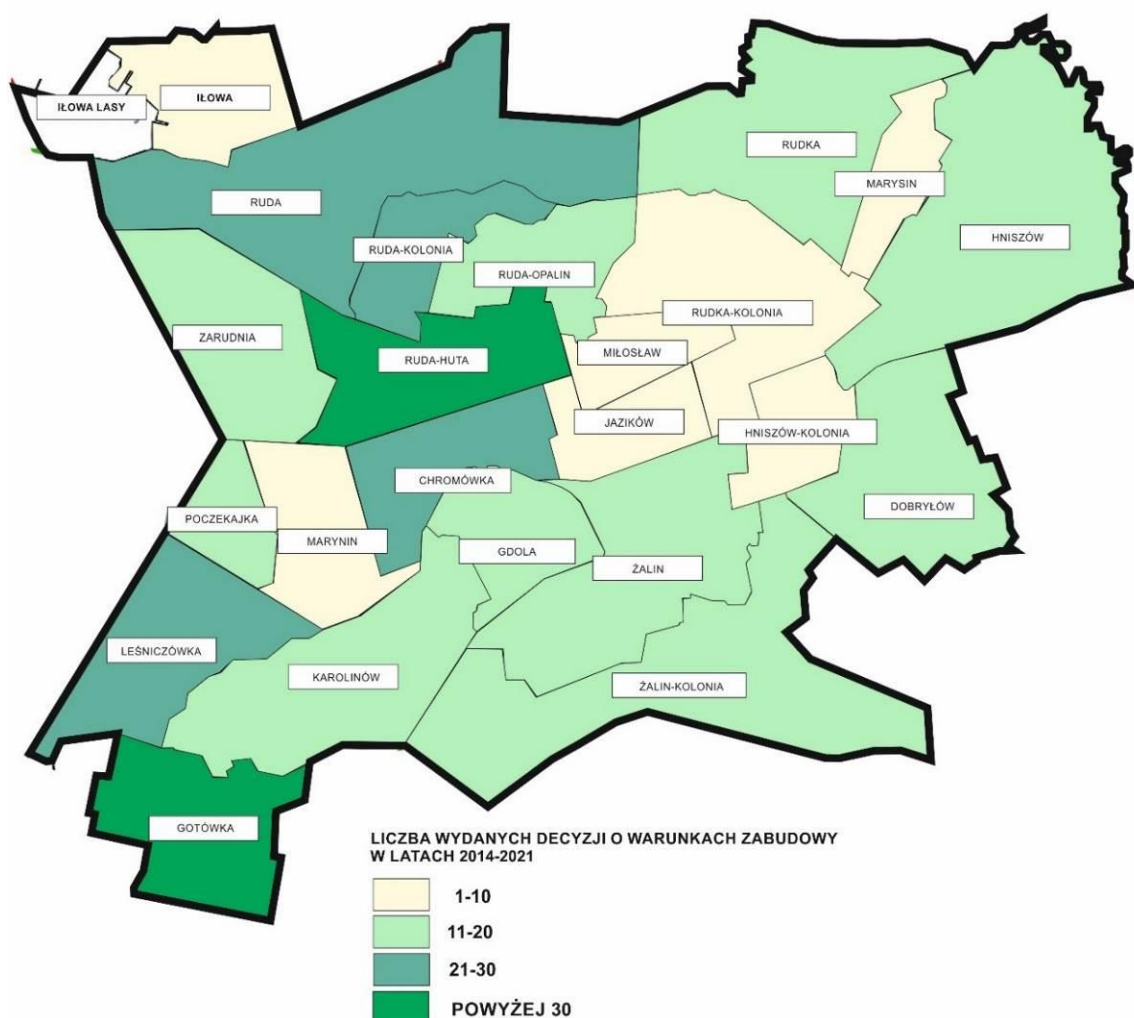 IŁOWA
IŁOWA LASY
RUDKA
MARYSIN
RUDA
HNISZÓW
RUDA-KOLONIA
RUDA-OPALIN
RUDKA-KOLONIA
ZARUDNIA
MIŁOSŁAW
RUDA-HUTA
JAZIKÓW
HNISZÓW-KOLONIA
CHROMÓWKA
DOBRYŁÓW
POCZEKAJKA
MARYNIN
GDOLA
ŻALIN
LEŚNICZÓWKA
KAROLINÓW
ŻALIN-KOLONIA
GOTÓWKA
LICZBA WYDANYCH DECYZJI O WARUNKACH ZABUDOWY
W LATACH 2014-2021
1-10
11-20
21-30
POWYŻEJ 30